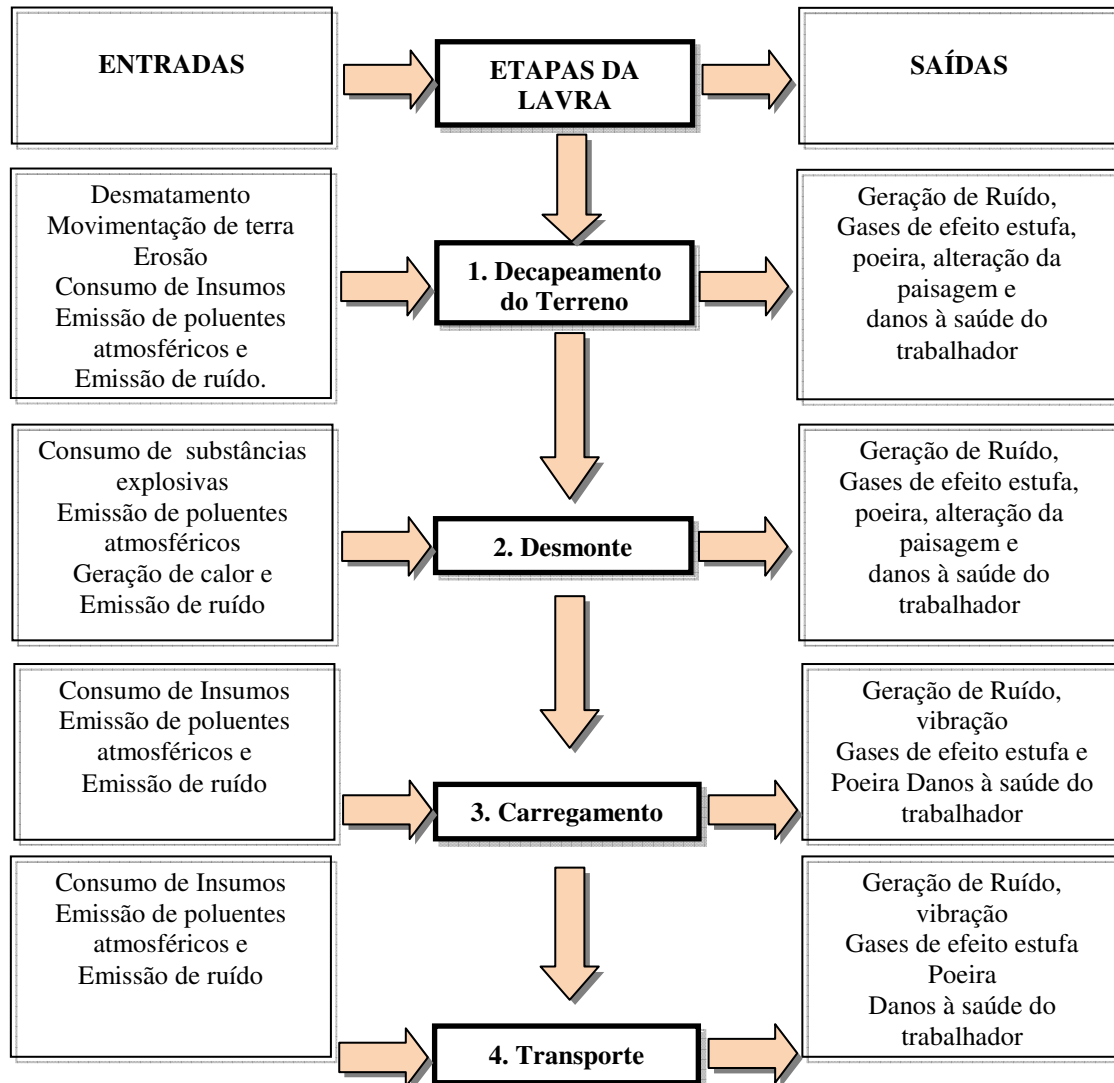 ENTRADAS
ETAPAS DA
LAVRA
SAÍDAS
Desmatamento
Movimentação de terra
Erosão
Consumo de Insumos
Emissão de poluentes
atmosféricos e
Emissão de ruído.
1. Decapeamento
do Terreno
Geração de Ruído,
Gases de efeito estufa,
poeira, alteração da
paisagem e
danos à saúde do
trabalhador
Consumo de substâncias
explosivas
Emissão de poluentes
atmosféricos
Geração de calor e
Emissão de ruído
2. Desmonte
Geração de Ruído,
Gases de efeito estufa,
poeira, alteração da
paisagem e
danos à saúde do
trabalhador
Consumo de Insumos
Emissão de poluentes
atmosféricos e
Emissão de ruído
3. Carregamento
Geração de Ruído,
vibração
Gases de efeito estufa e
Poeira Danos à saúde do
trabalhador
Consumo de Insumos
Emissão de poluentes
atmosféricos e
Emissão de ruído
4. Transporte
Geração de Ruído,
vibração
Gases de efeito estufa
Poeira
Danos à saúde do
trabalhador